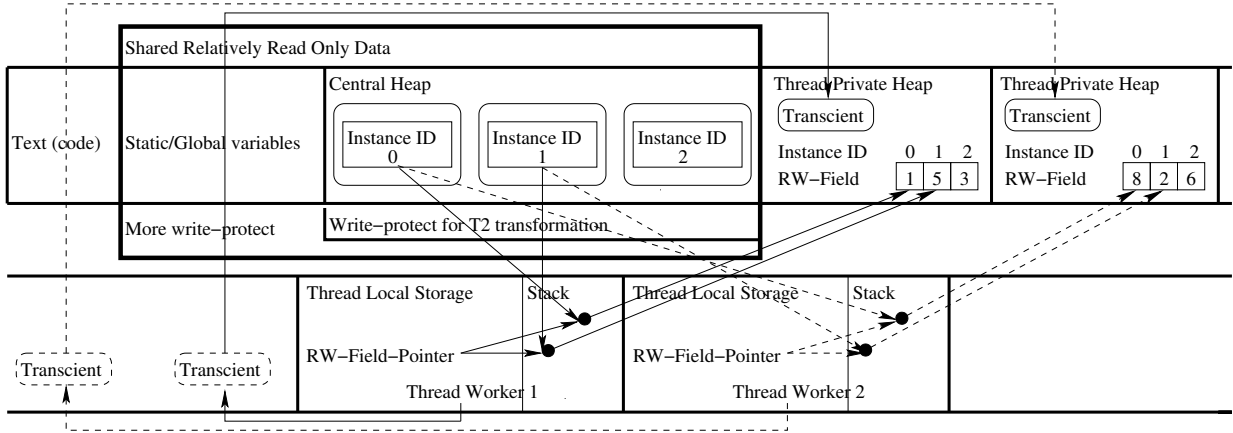 Shared Relatively Read Only Data
Central Heap
Thread Private Heap
Thread Private Heap
Transcient
Transcient
Text (code)
Static/Global variables
Instance ID
0
Instance ID
1
Instance ID
2
Instance ID
0 1 2
RW-Field
1 5 3
Instance ID
0 1 2
RW-Field
8 2 6
More write-protect
Write-protect for T2 transformation
Thread Local Storage
Stack
Thread Local Storage
Stack
RW-Field-Pointer
RW-Field-Pointer
Transcient
Transcient
Thread Worker 1
Thread Worker 2